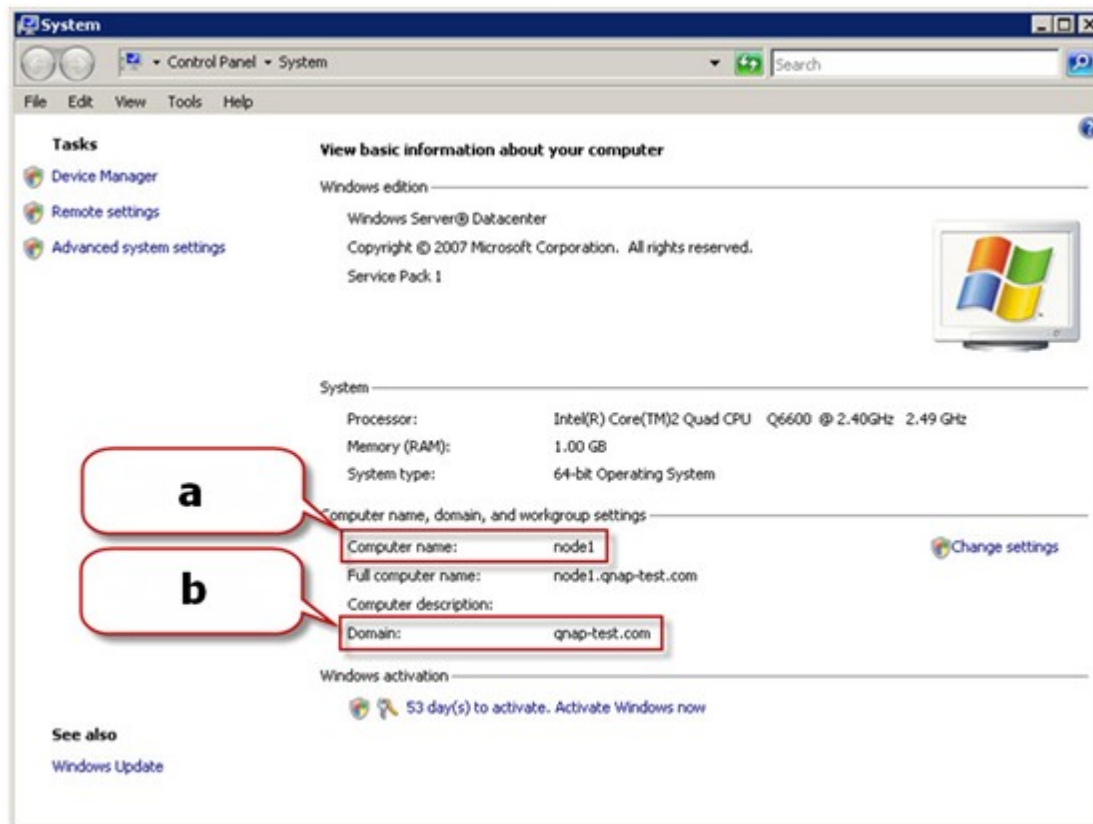 System
Control Panel System
Search
File Edit View Tools Help
Tasks
Device Manager
Remote settings
Advanced system settings
See also
Windows Update
View basic information about your computer
Windows edition
Windows Server® Datacenter
Copyright © 2007 Microsoft Corporation. All rights reserved.
Service Pack 1
System
Processor: Intel(R) Core(TM)2 Quad CPU Q6600 @ 2.40GHz 2.49 GHz
Memory (RAM): 1.00 GB
System type: 64-bit Operating System
Computer name, domain, and workgroup settings
a
Computer name: node1
Change settings
Full computer name: node1.qnap-test.com
Computer description:
b
Domain: qnap-test.com
Windows activation
53 day(s) to activate. Activate Windows now